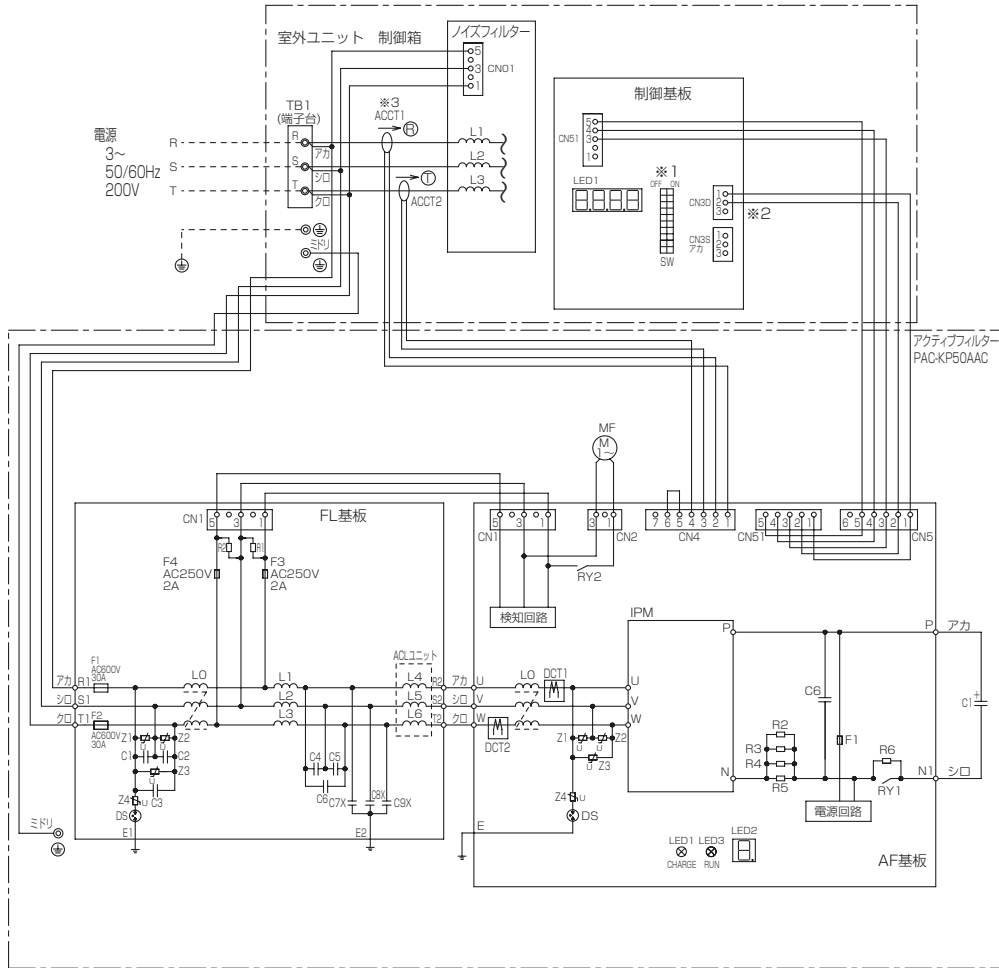 室外ユニット 制御箱
ノイズフィルター
5
3
1
CN01
TB1
(端子台)
※3
ACCT1
R
電源
3～
50/60Hz
200V
R
S
T
R
アカ
S
シロ
T
クロ
L1
L2
L3
T
ACCT2
ミドリ
制御基板
5
4
3
1
CN51
LED1
※1
OFF ON
SW
CN3D
1
2
3
※2
CN3S
アカ
1
2
3
アクティブフィルター
PAC-KP50AAC
MF
M
1～
CN1
5
3
1
FL基板
5
3
1
CN1
3
1
CN2
7
6
5
4
3
2
1
CN4
5
4
3
2
1
CN51
6
5
4
3
2
1
CN5
R2
R1
F4
AC250V
2A
F3
AC250V
2A
RY2
検知回路
IPM
P
P
アカ
ACLユニット
F1
AC600V
30A
アカ
R1
L0
L1
L4
R2
アカ
U
L0
DCT1
U
シロ
S1
L2
L5
S2
シロ
V
V
クロ
T1
F2
AC600V
30A
L3
L6
T2
クロ
W
DCT2
W
C6
C1
+
Z1
Z2
U
U
C1
C2
Z3
U
C3
C4
C5
C6
C7X
C8X
C9X
Z1
U
U
Z2
Z3
U
R2
R3
R4
R5
F1
R6
RY1
N
N1
シロ
電源回路
Z4
U
DS
E1
E2
ミドリ
Z4
U
DS
E
LED1
CHARGE
LED3
RUN
LED2
AF基板